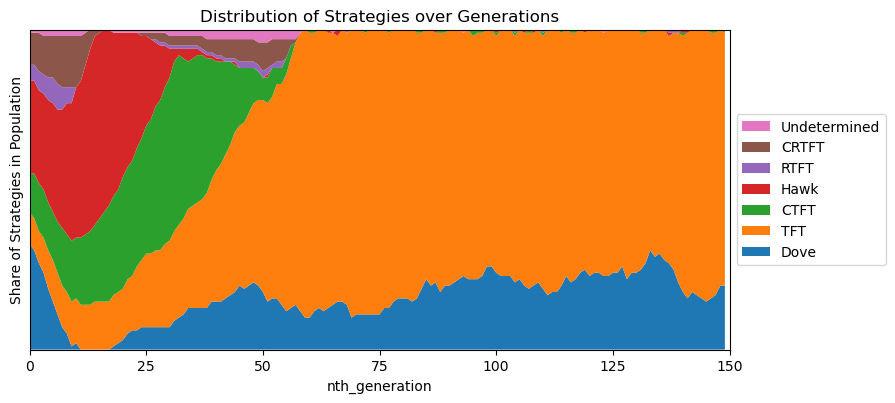 Distribution of Strategies over Generations
Share of Strategies in Population
0
25
50
75
100
125
150
nth_generation
Undetermined
CRTFT
RTFT
Hawk
CTFT
TFT
Dove